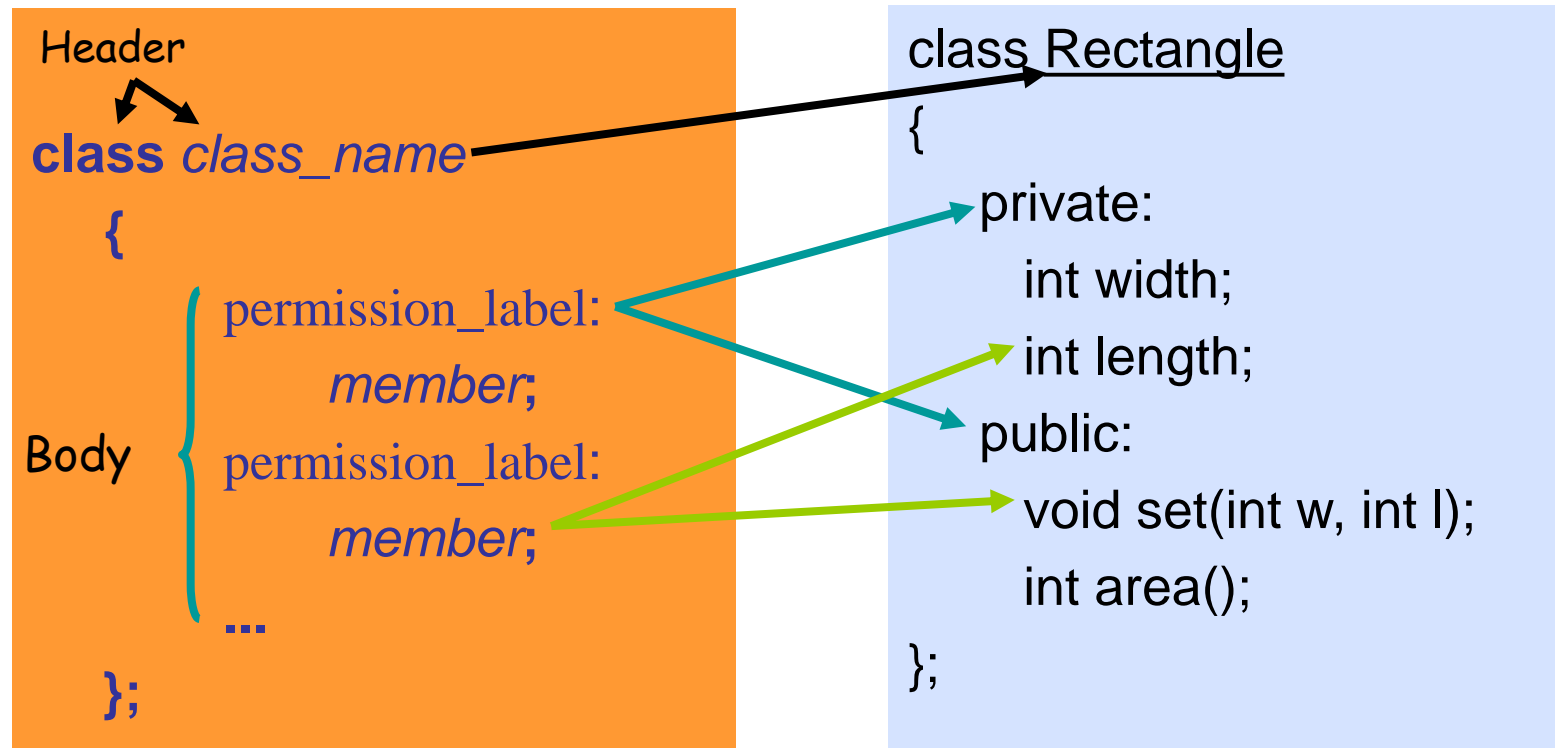 Header
class class_name
{
permission_label:
member;
Body
permission_label:
member;
...
};
class Rectangle
{
private:
int width;
int length;
public:
void set(int w, int l);
int area();
};